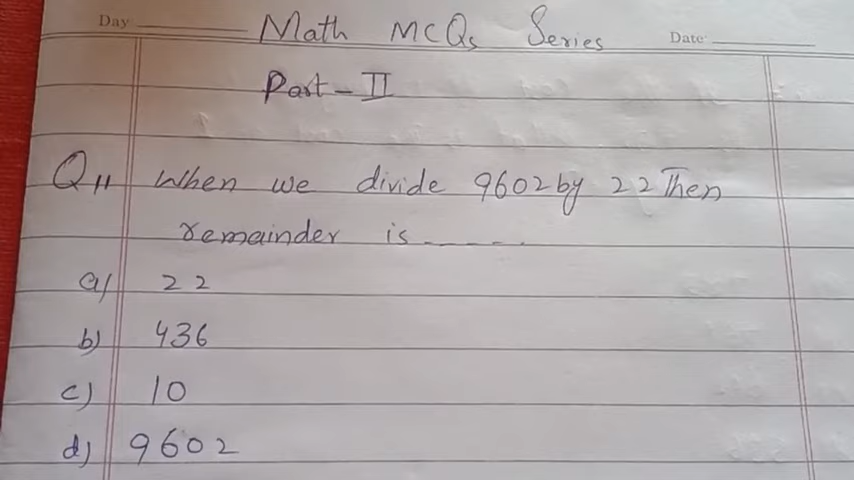 Day
Math MCQs Series
Date
Part - II
Q11 When we divide 9602 by 22 Then
remainder is -----
a) 22
b) 436
c) 10
d) 9602